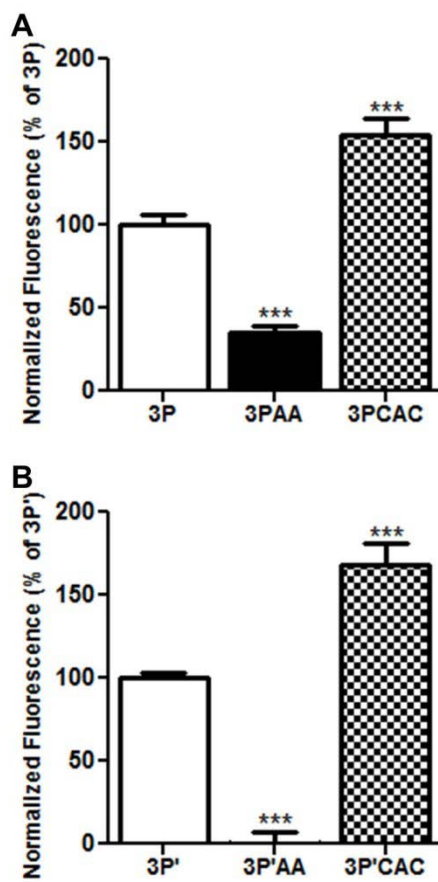 A
Normalized Fluorescence (% of 3P)
200
150
100
50
0
***
***
3P 3PAA 3PCAC
B
Normalized Fluorescence (% of 3P')
200
150
100
50
0
***
***
3P' 3P'AA 3P'CAC